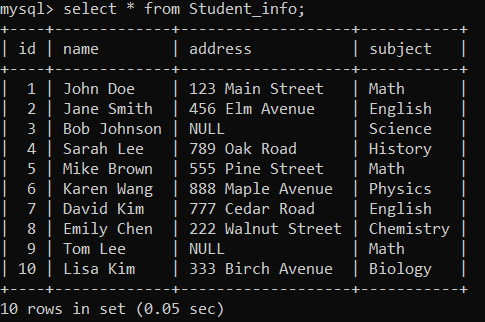 mysql> select * from Student_info;
+----+-------------+-------------------+-----------+
| id | name        | address           | subject   |
+----+-------------+-------------------+-----------+
|  1 | John Doe    | 123 Main Street   | Math      |
|  2 | Jane Smith  | 456 Elm Avenue    | English   |
|  3 | Bob Johnson | NULL              | Science   |
|  4 | Sarah Lee   | 789 Oak Road      | History   |
|  5 | Mike Brown  | 555 Pine Street   | Math      |
|  6 | Karen Wang  | 888 Maple Avenue  | Physics   |
|  7 | David Kim   | 777 Cedar Road    | English   |
|  8 | Emily Chen  | 222 Walnut Street | Chemistry |
|  9 | Tom Lee     | NULL              | Math      |
| 10 | Lisa Kim    | 333 Birch Avenue  | Biology   |
+----+-------------+-------------------+-----------+
10 rows in set (0.05 sec)